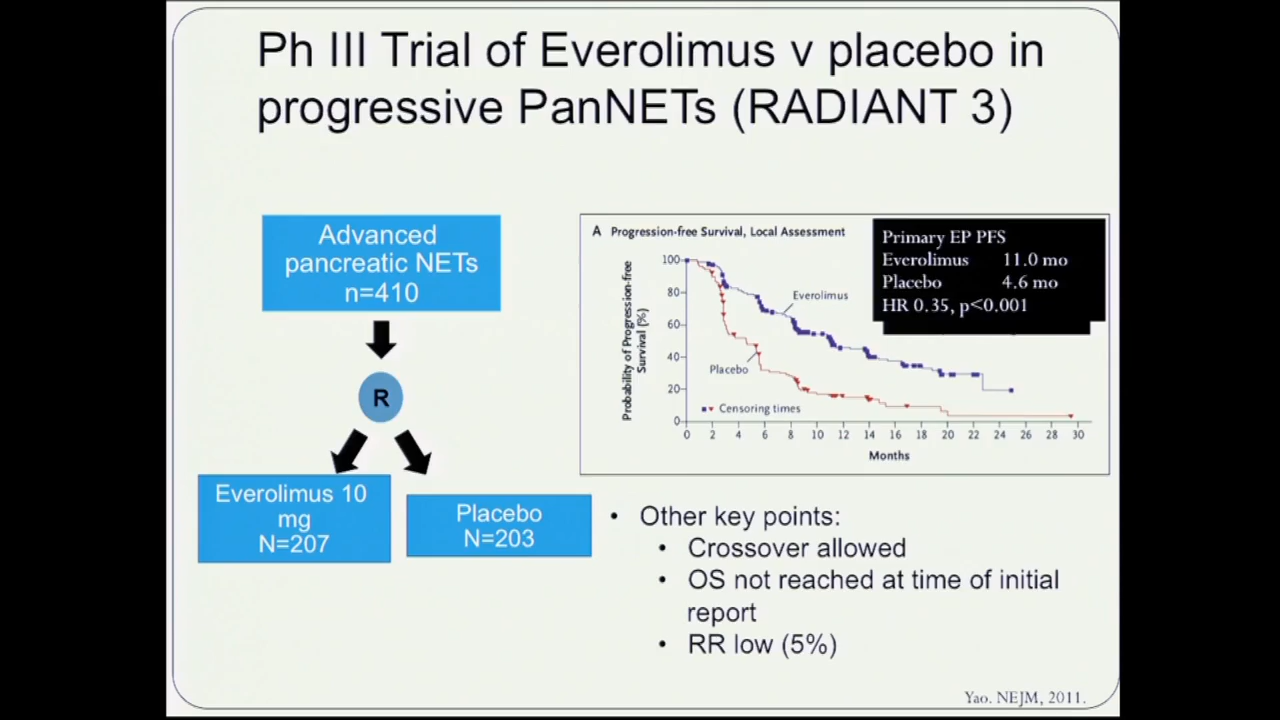 Ph III Trial of Everolimus v placebo in
progressive PanNETs (RADIANT 3)
Advanced
pancreatic NETs
n=410
R
Everolimus 10
mg
N=207
Placebo
N=203
A Progression-free Survival, Local Assessment
Primary EP PFS
Everolimus 11.0 mo
Placebo 4.6 mo
HR 0.35, p<0.001
Probability of Progression-free
Survival (%)
100
80
60
40
20
0
Everolimus
Placebo
Censoring times
0 2 4 6 8 10 12 14 16 18 20 22 24 26 28 30
Months
• Other key points:
• Crossover allowed
• OS not reached at time of initial
report
• RR low (5%)
Yao. NEJM, 2011.